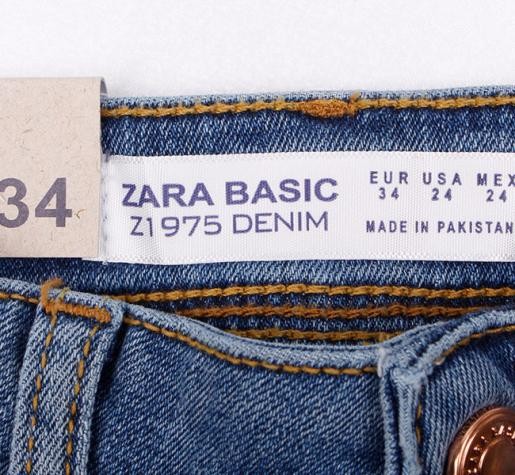 34
ZARA BASIC
Z1975 DENIM
EUR USA MEX
34 24 24
MADE IN PAKISTAN